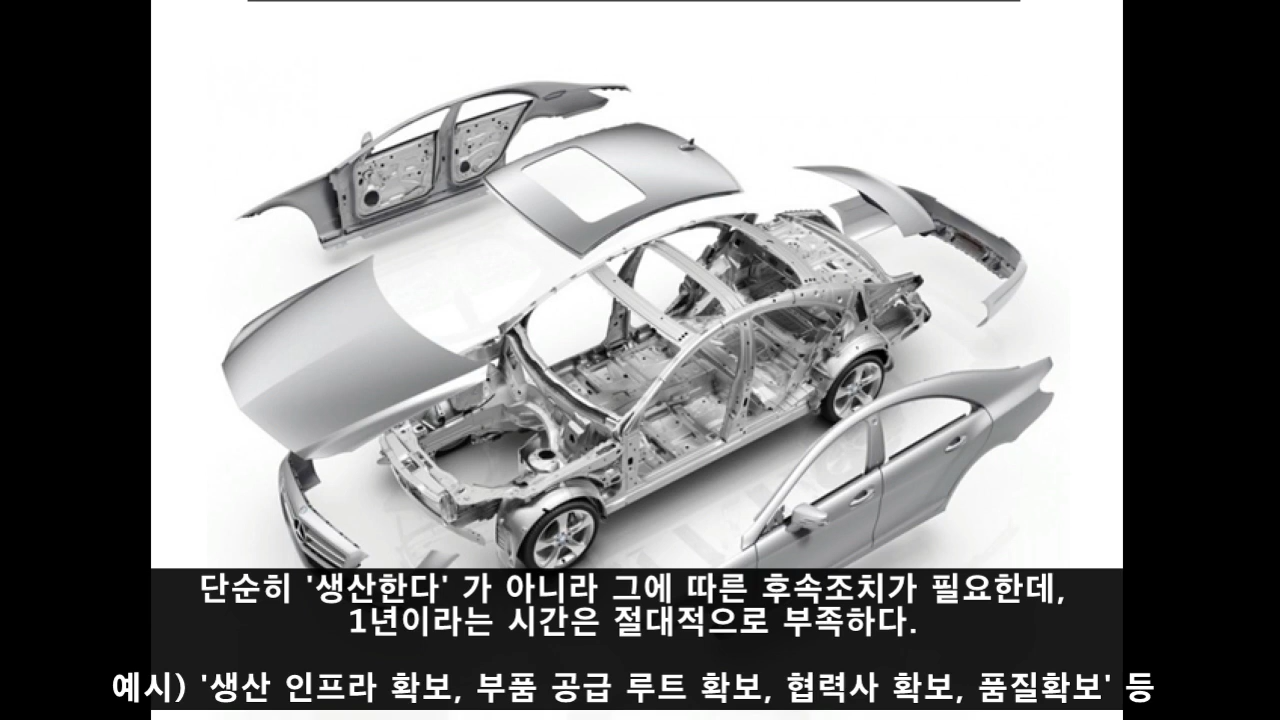 단순히 '생산한다' 가 아니라 그에 따른 후속조치가 필요한데,
1년이라는 시간은 절대적으로 부족하다.
예시) '생산 인프라 확보, 부품 공급 루트 확보, 협력사 확보, 품질확보' 등